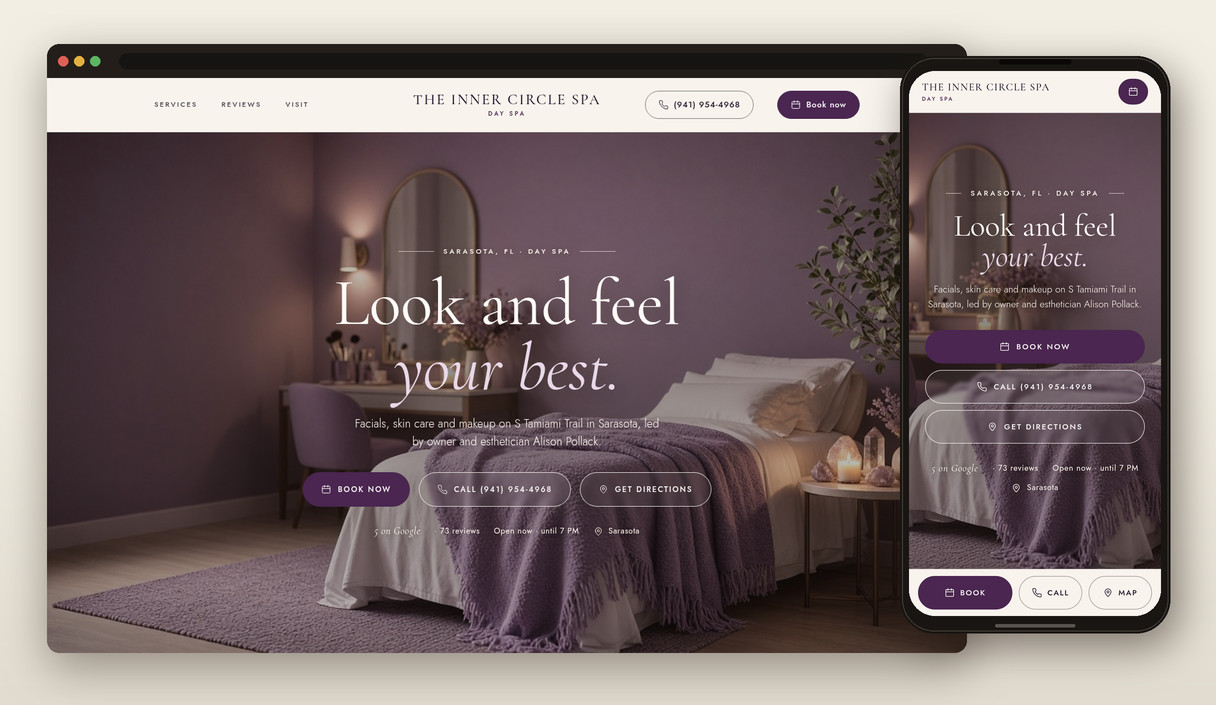 SERVICES REVIEWS VISIT
THE INNER CIRCLE SPA
DAY SPA
(941) 954-4968
Book now
SARASOTA, FL · DAY SPA
Look and feel
your best.
Facials, skin care and makeup on S Tamiami Trail in Sarasota, led
by owner and esthetician Alison Pollack.
BOOK NOW
CALL (941) 954-4968
GET DIRECTIONS
5 on Google · 73 reviews Open now · until 7 PM Sarasota
THE INNER CIRCLE SPA
DAY SPA
SARASOTA, FL · DAY SPA
Look and feel
your best.
Facials, skin care and makeup on S Tamiami Trail in
Sarasota, led by owner and esthetician Alison Pollack.
BOOK NOW
CALL (941) 954-4968
GET DIRECTIONS
5 on Google · 73 reviews Open now · until 7 PM
Sarasota
BOOK
CALL
MAP